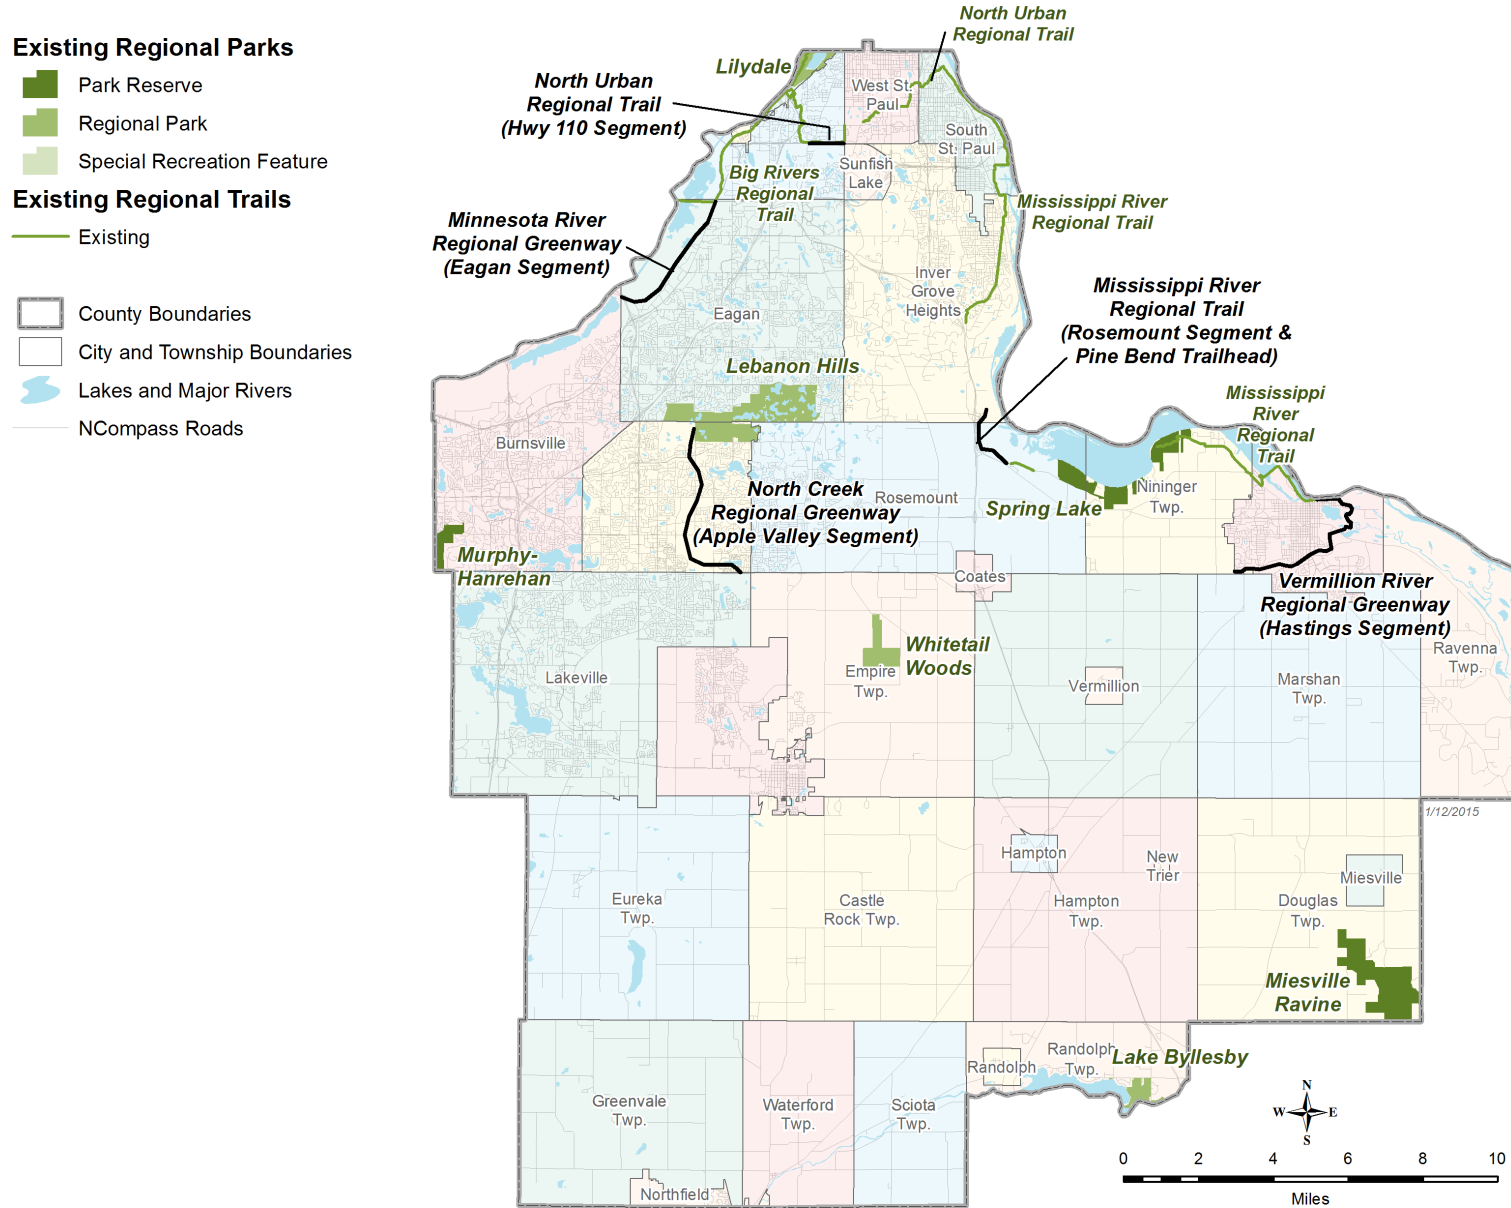 Existing Regional Parks
Park Reserve
Regional Park
Special Recreation Feature
Existing Regional Trails
Existing
County Boundaries
City and Township Boundaries
Lakes and Major Rivers
NCompass Roads
North Urban
Regional Trail
Lilydale
North Urban
Regional Trail
(Hwy 110 Segment)
West St.
Paul
South
St. Paul
Sunfish
Lake
Big Rivers
Regional
Trail
Mississippi River
Regional Trail
Minnesota River
Regional Greenway
(Eagan Segment)
Inver
Grove
Heights
Eagan
Mississippi River
Regional Trail
(Rosemount Segment &
Pine Bend Trailhead)
Lebanon Hills
Mississippi
River
Regional
Trail
Burnsville
North Creek
Regional Greenway
(Apple Valley Segment)
Rosemount
Spring Lake
Nininger
Twp.
Murphy-
Hanrehan
Coates
Vermillion River
Regional Greenway
(Hastings Segment)
Whitetail
Woods
Empire
Twp.
Lakeville
Vermillion
Marshan
Twp.
Ravenna
Twp.
1/12/2015
Hampton
New
Trier
Miesville
Eureka
Twp.
Castle
Rock Twp.
Hampton
Twp.
Douglas
Twp.
Miesville
Ravine
Randolph
Randolph
Twp.
Lake Byllesby
Greenvale
Twp.
Waterford
Twp.
Sciota
Twp.
Northfield
N
W E
S
0 2 4 6 8 10
Miles